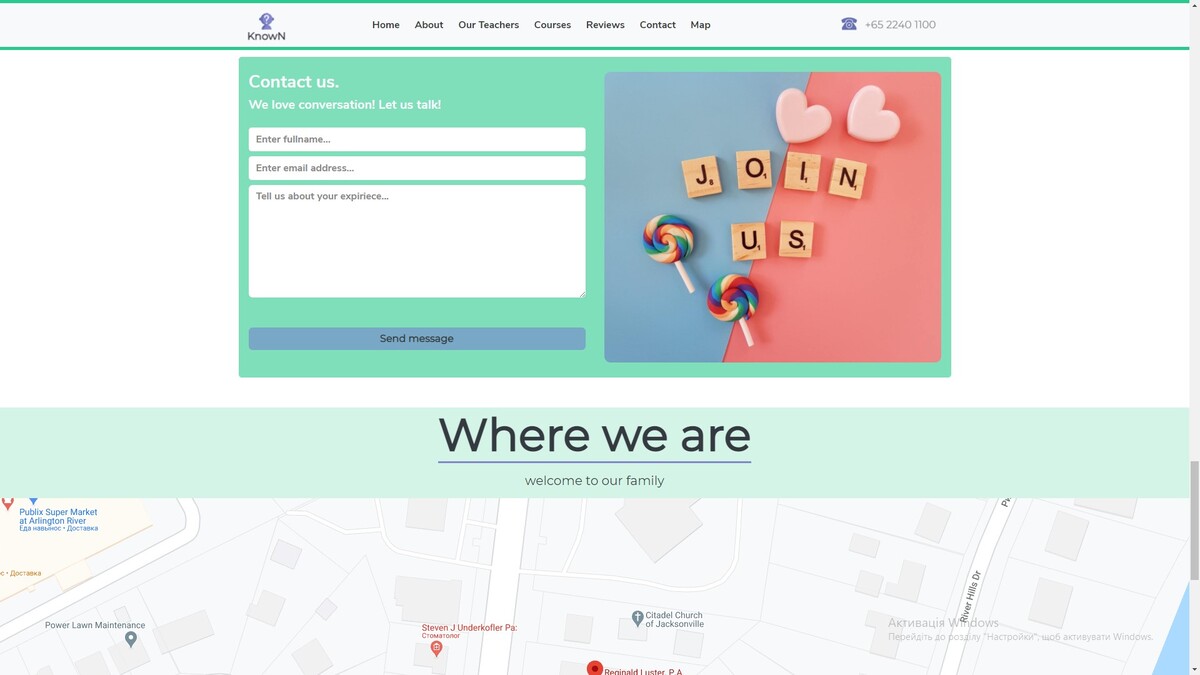 KnowN
Home About Our Teachers Courses Reviews Contact Map
+65 2240 1100
Contact us.
We love conversation! Let us talk!
Enter fullname...
Enter email address...
Tell us about your expiriece...
Send message
J O I N
U S
Where we are
welcome to our family
Publix Super Market
at Arlington River
Еда навынос • Доставка
с • Доставка
Power Lawn Maintenance
Steven J Underkofler Pa:
Стоматолог
Citadel Church
of Jacksonville
Reginald Luster, P.A
River Hills Dr
Активація Windows
Перейдіть до розділу "Настройки", щоб активувати Windows.